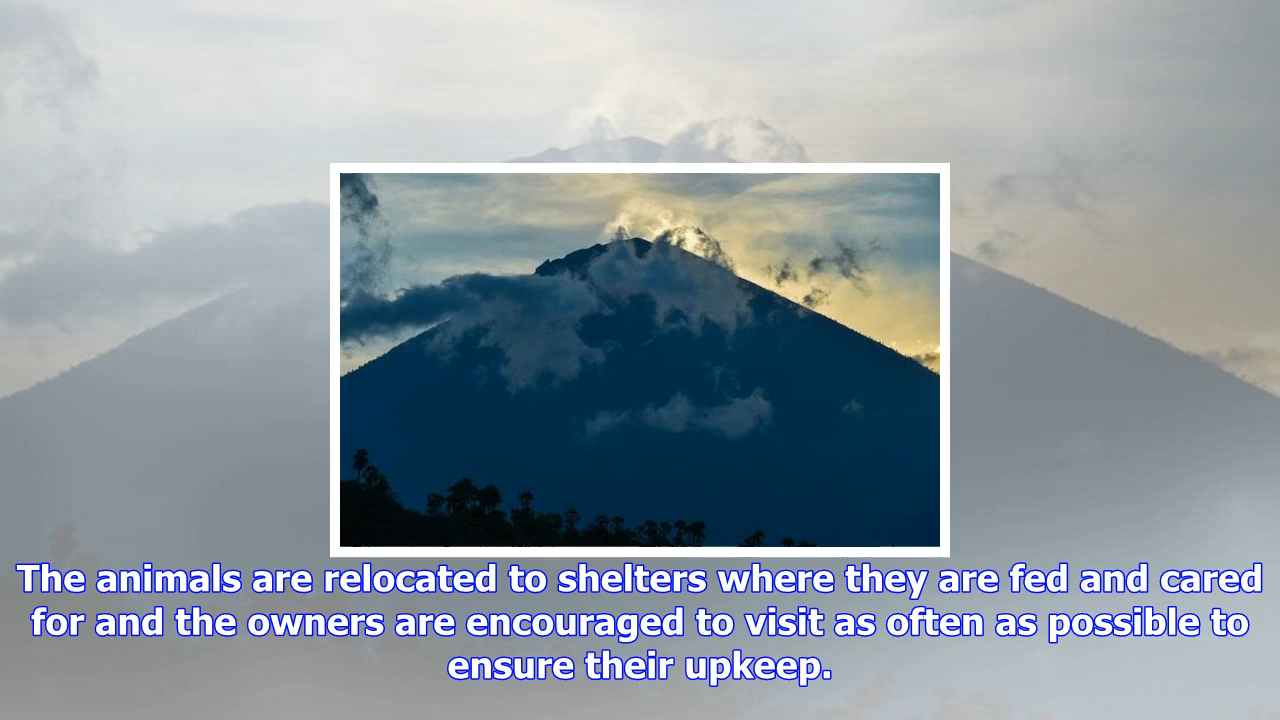 The animals are relocated to shelters where they are fed and cared
for and the owners are encouraged to visit as often as possible to
ensure their upkeep.